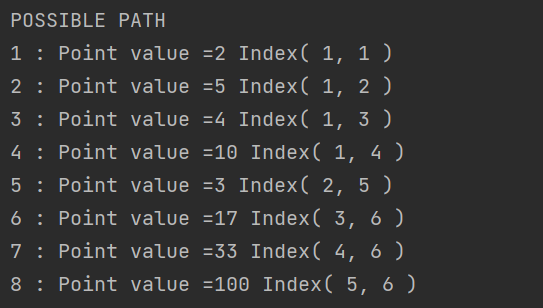 POSSIBLE PATH
1 : Point value =2 Index( 1, 1 )
2 : Point value =5 Index( 1, 2 )
3 : Point value =4 Index( 1, 3 )
4 : Point value =10 Index( 1, 4 )
5 : Point value =3 Index( 2, 5 )
6 : Point value =17 Index( 3, 6 )
7 : Point value =33 Index( 4, 6 )
8 : Point value =100 Index( 5, 6 )